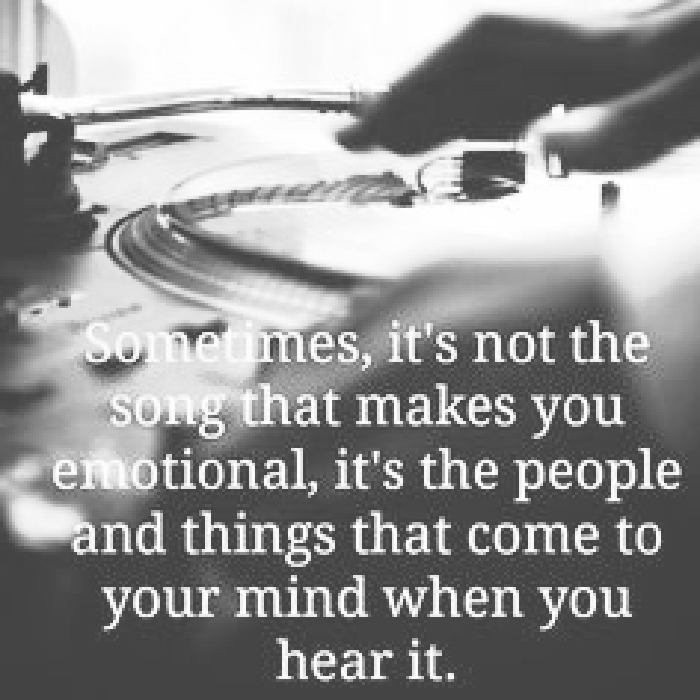 Sometimes, it's not the
song that makes you
emotional, it's the people
and things that come to
your mind when you
hear it.